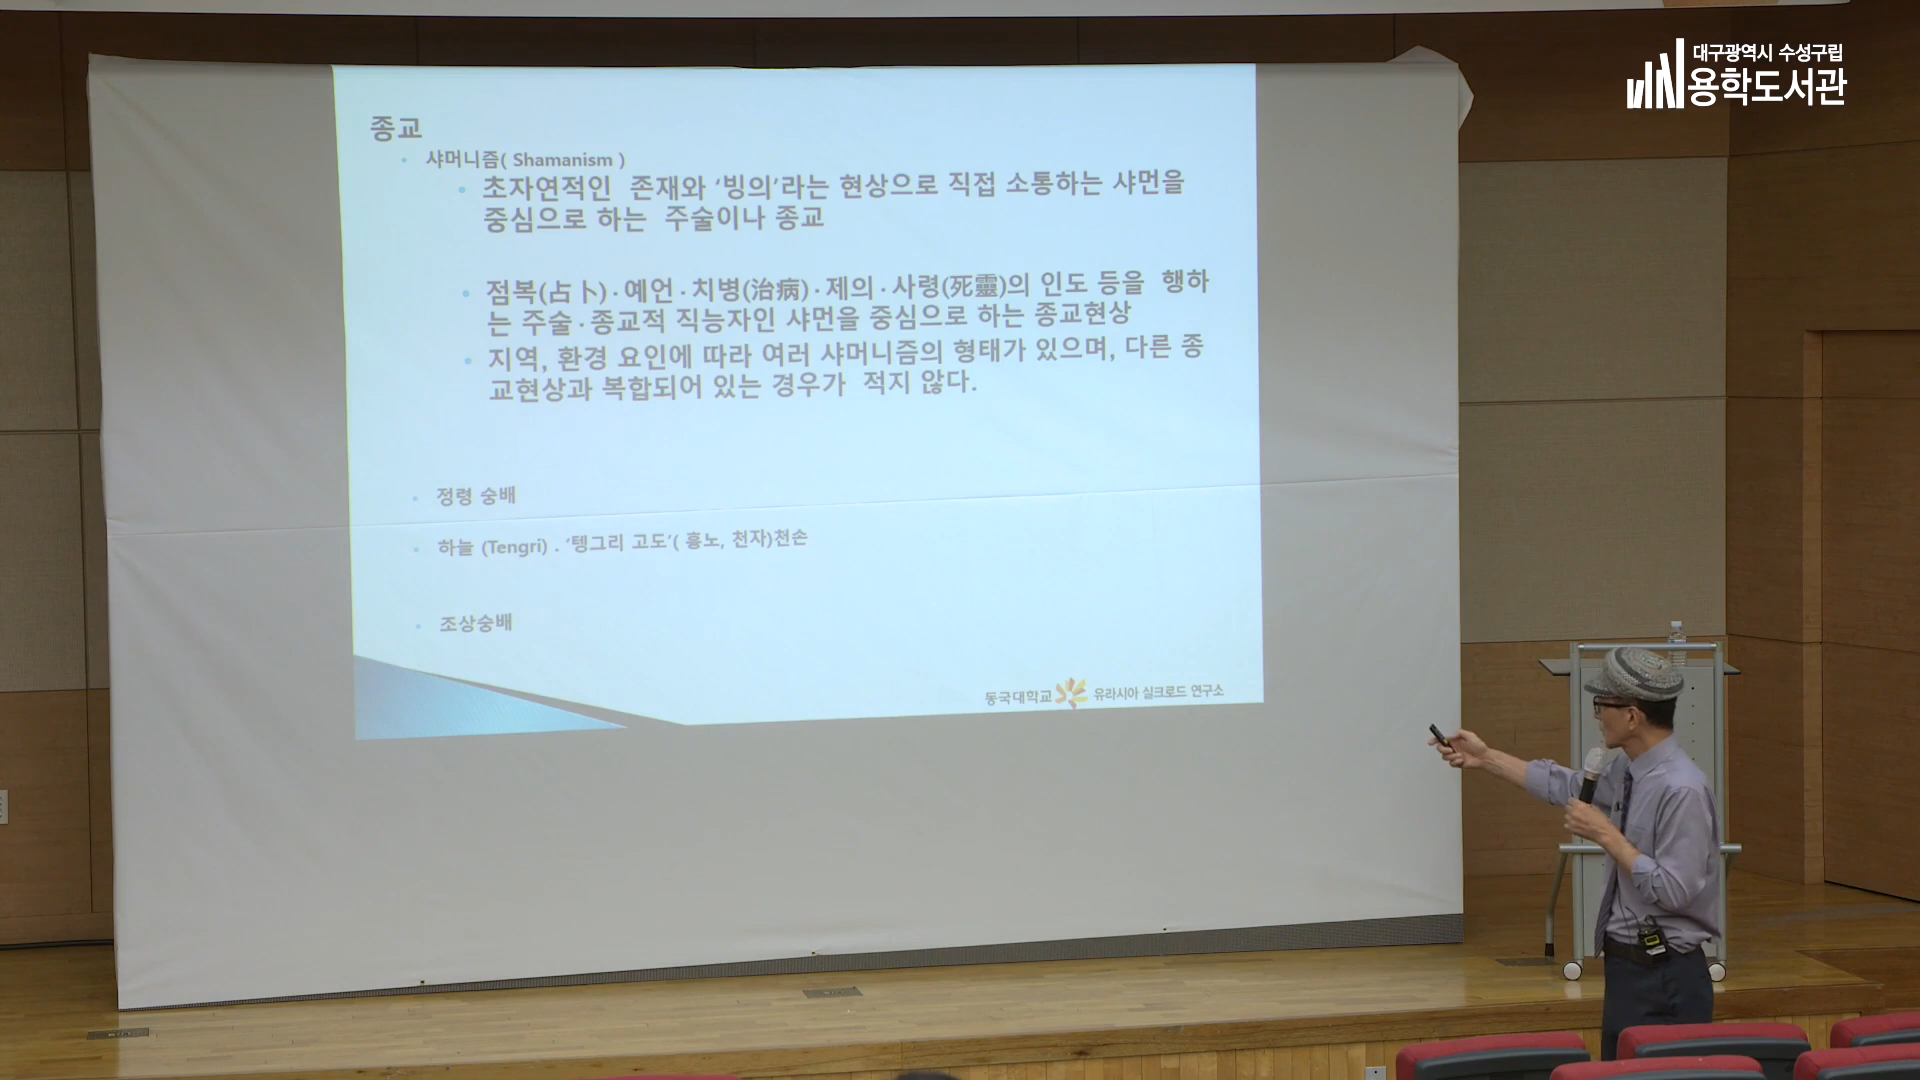 대구광역시 수성구립
용학도서관
종교
• 샤머니즘( Shamanism )
• 초자연적인 존재와 ‘빙의’라는 현상으로 직접 소통하는 샤먼을
중심으로 하는 주술이나 종교
• 점복(占卜)·예언·치병(治病)·제의·사령(死靈)의 인도 등을 행하
는 주술·종교적 직능자인 샤먼을 중심으로 하는 종교현상
• 지역, 환경 요인에 따라 여러 샤머니즘의 형태가 있으며, 다른 종
교현상과 복합되어 있는 경우가 적지 않다.
• 정령 숭배
• 하늘 (Tengri) . ‘텡그리 고도’( 흉노, 천자)천손
• 조상숭배
동국대학교 유라시아 실크로드 연구소